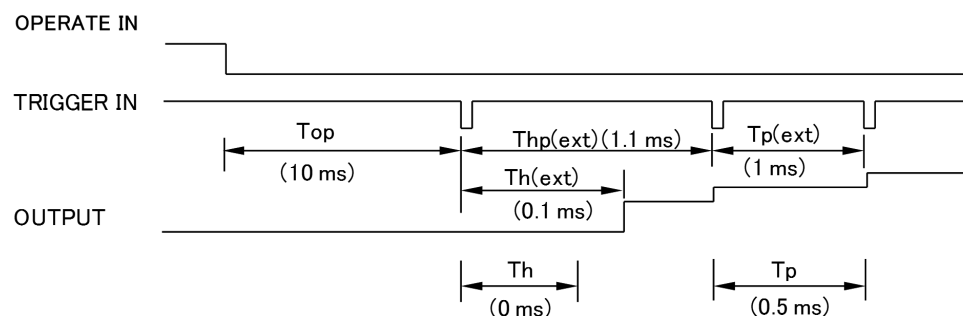 OPERATE IN
TRIGGER IN
Top
(10 ms)
Thp(ext)(1.1 ms)
Tp(ext)
(1 ms)
Th(ext)
(0.1 ms)
OUTPUT
Th
(0 ms)
Tp
(0.5 ms)